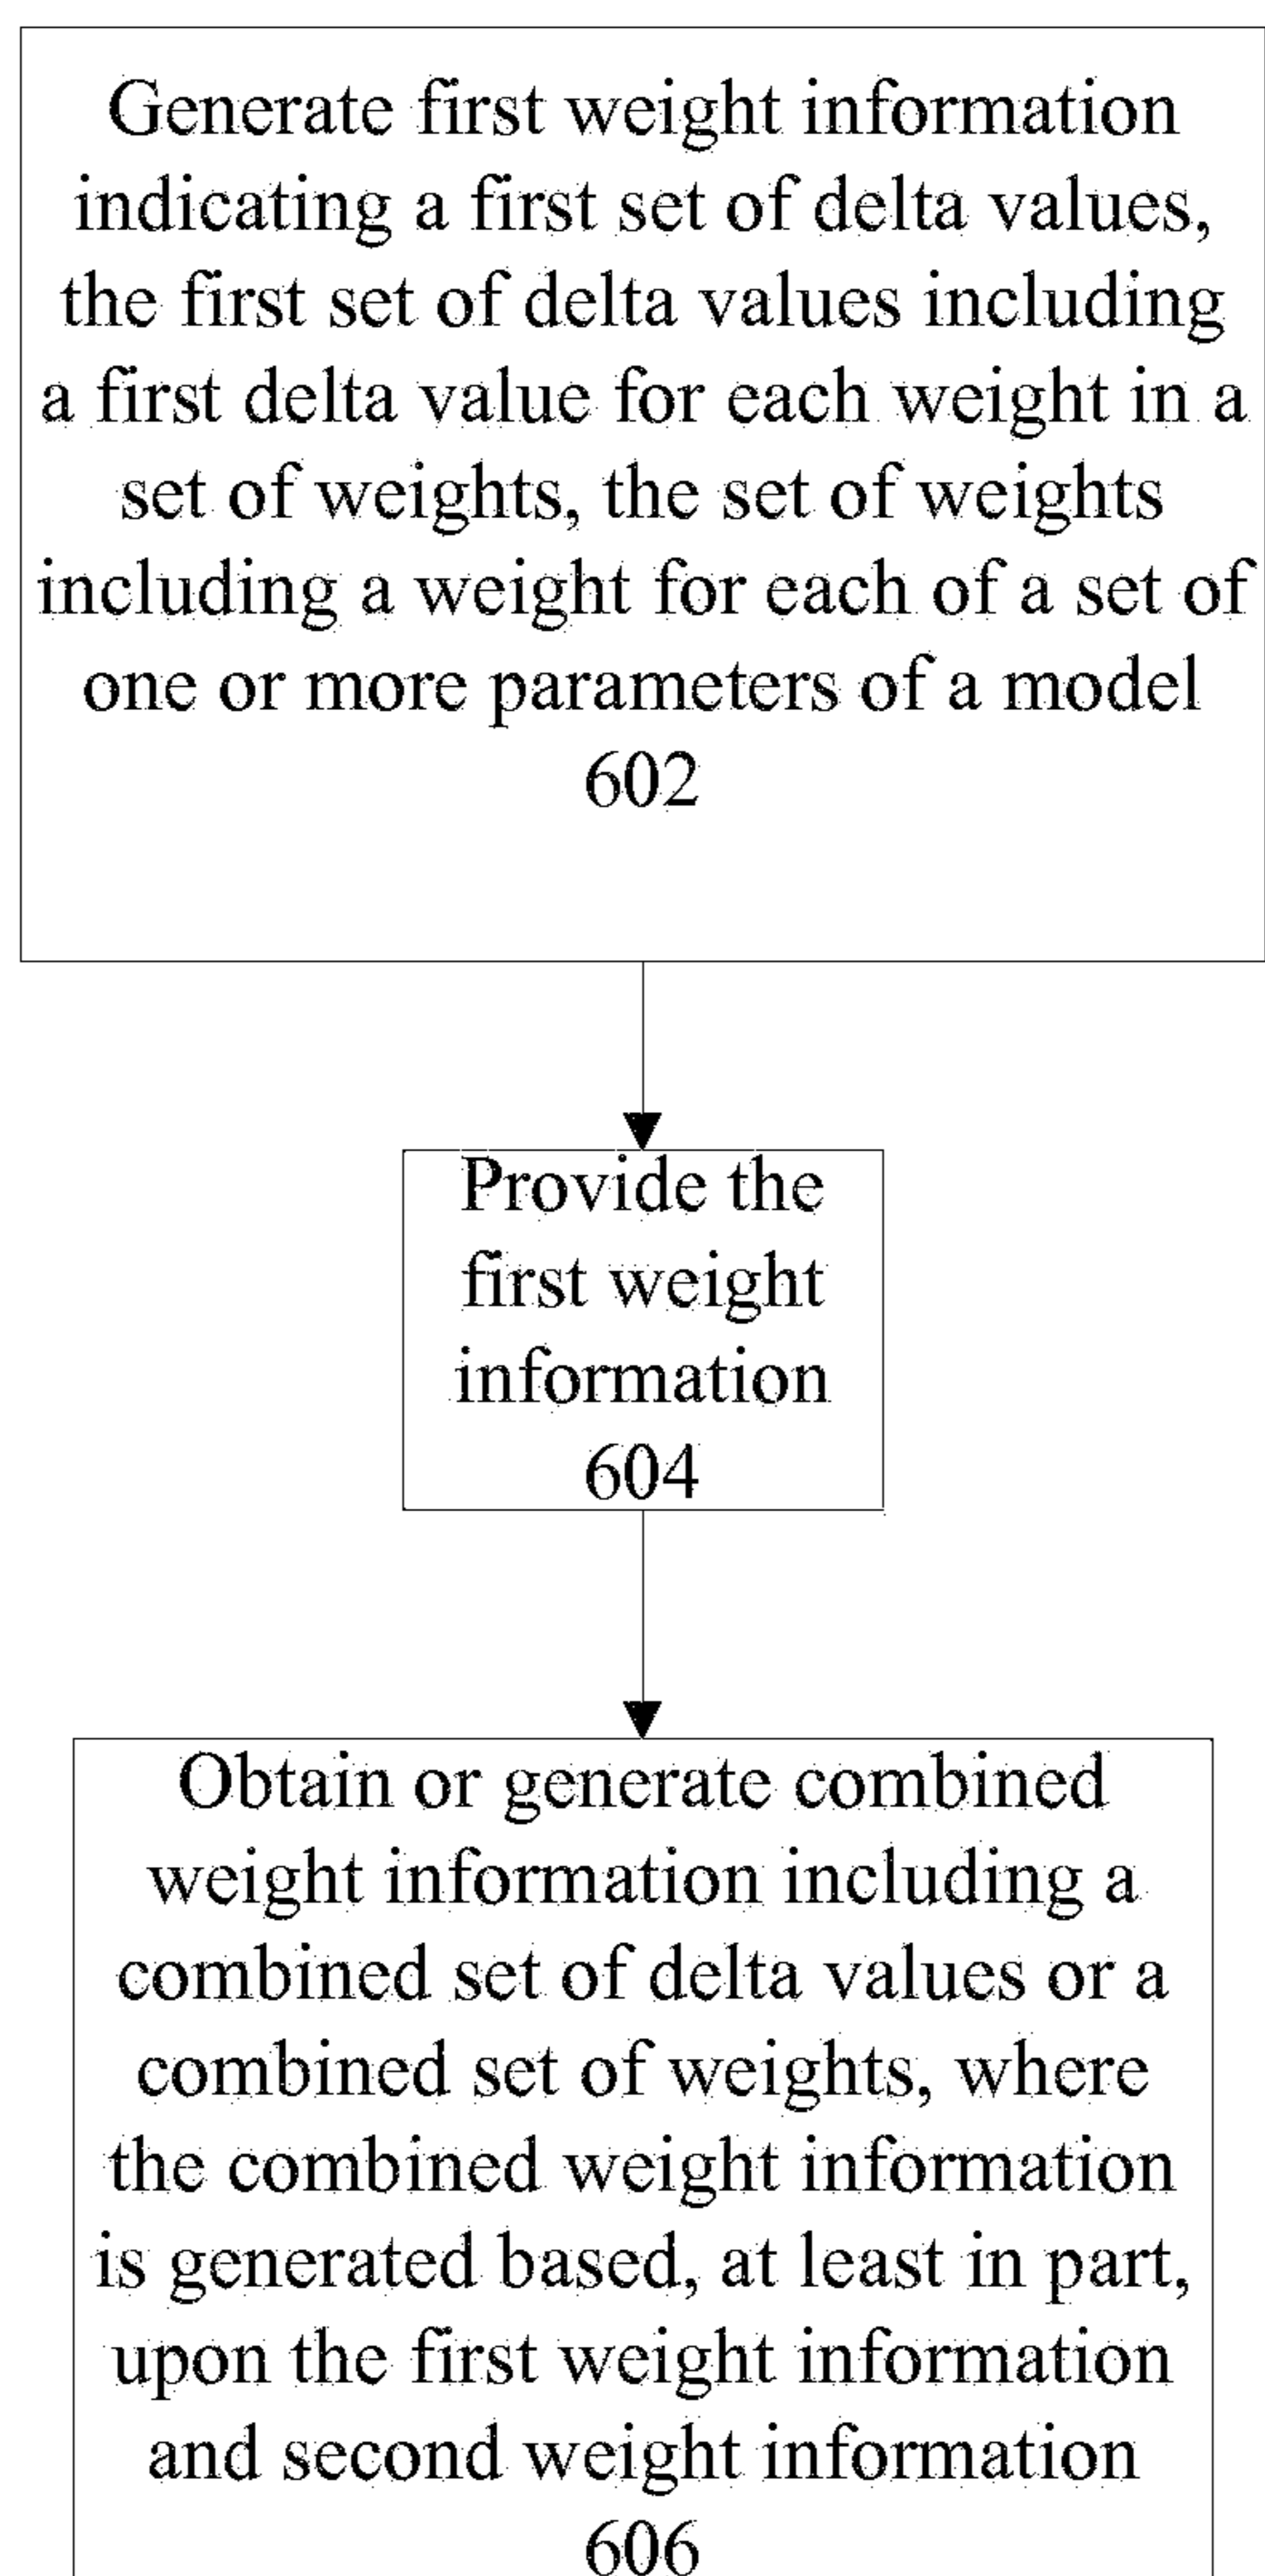 Generate first weight information
indicating a first set of delta values,
the first set of delta values including
a first delta value for each weight in a
set of weights, the set of weights
including a weight for each of a set of
one or more parameters of a model
602
Provide the
first weight
information
604
Obtain or generate combined
weight information including a
combined set of delta values or a
combined set of weights, where
the combined weight information
is generated based, at least in part,
upon the first weight information
and second weight information
606